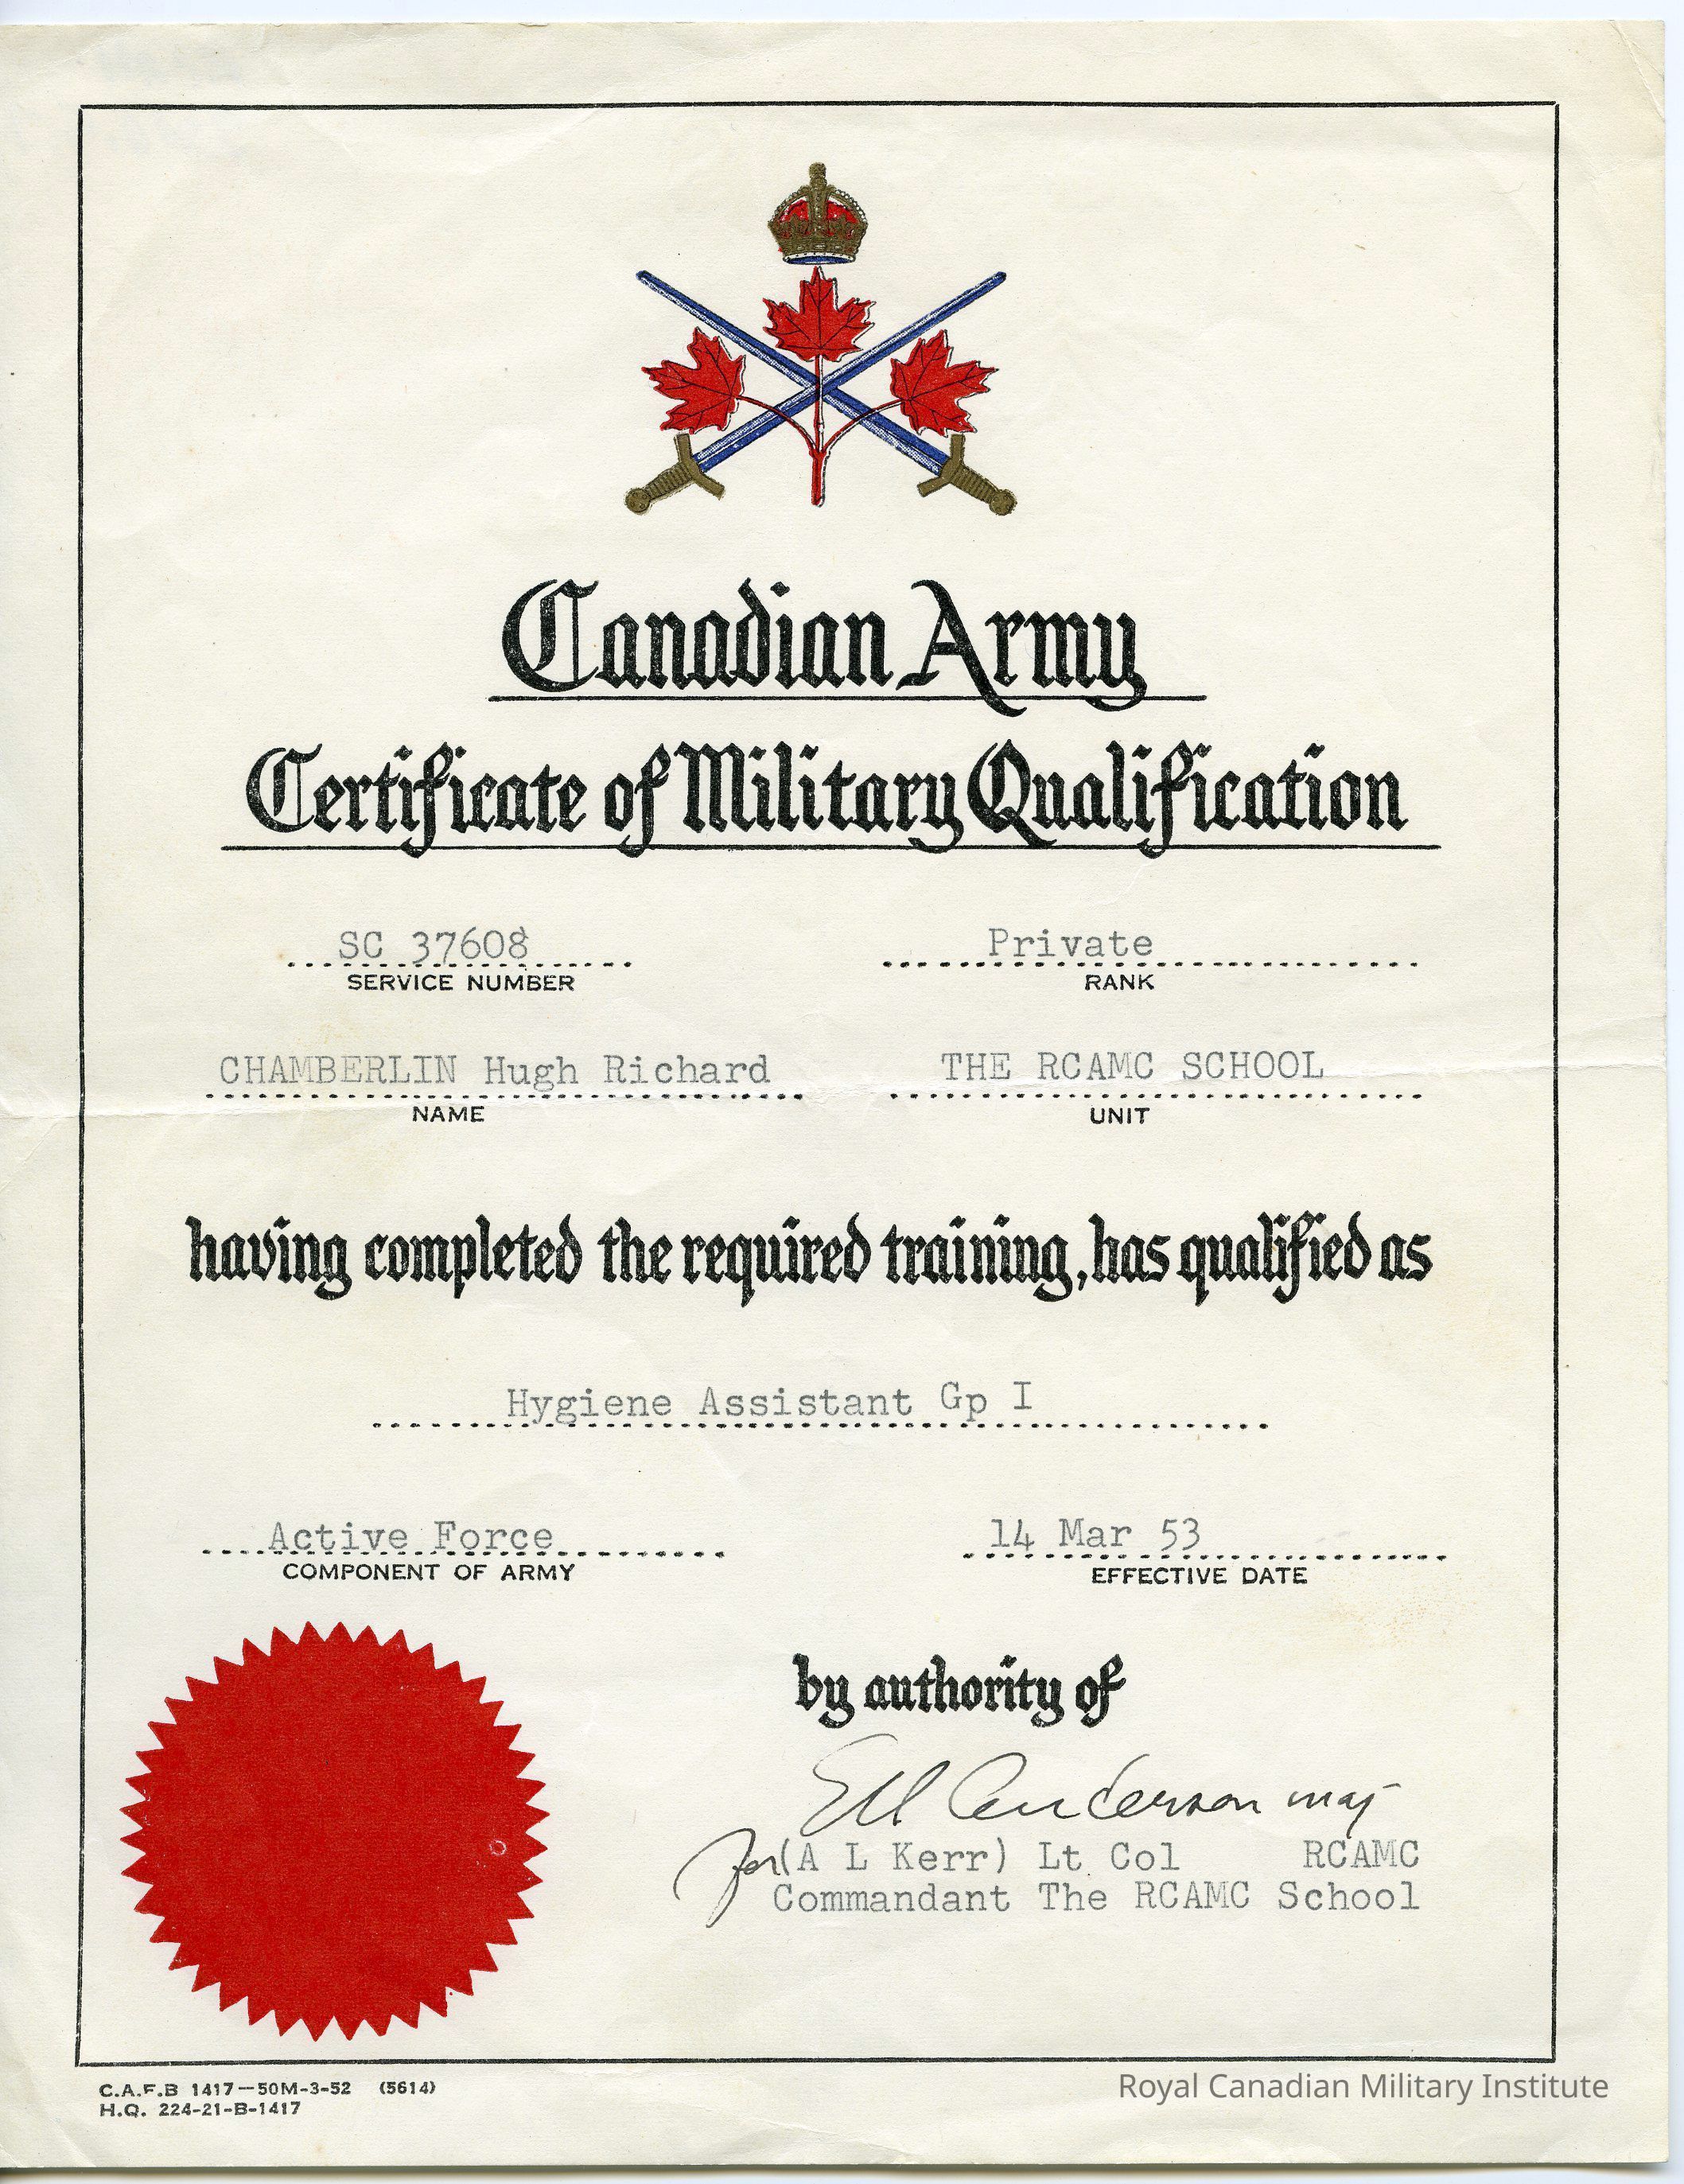 Canadian Army
Certificate of Military Qualification
SC 37608 Private
SERVICE NUMBER RANK
CHAMBERLIN Hugh Richard THE RCAMC SCHOOL
NAME UNIT
having completed the required training, has qualified as
Hygiene Assistant Gp I
Active Force 14 Mar 53
COMPONENT OF ARMY EFFECTIVE DATE
by authority of
Anderson maj
for (A L Kerr) Lt Col RCAMC
Commandant The RCAMC School
C.A.F.B 1417—50M-3-52 (5614)
H.Q. 224-21-B-1417
Royal Canadian Military Institute